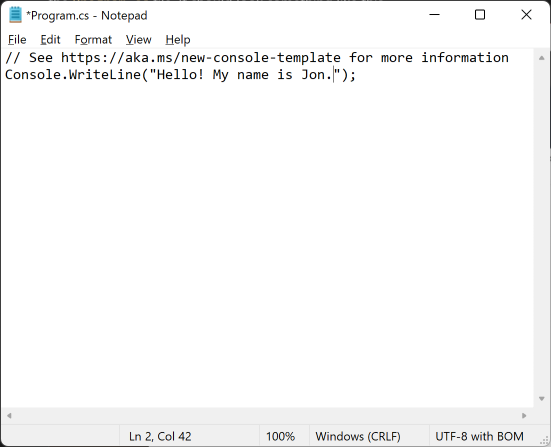 *Program.cs - Notepad
File Edit Format View Help
// See https://aka.ms/new-console-template for more information
Console.WriteLine("Hello! My name is Jon.");
Ln 2, Col 42 100% Windows (CRLF) UTF-8 with BOM